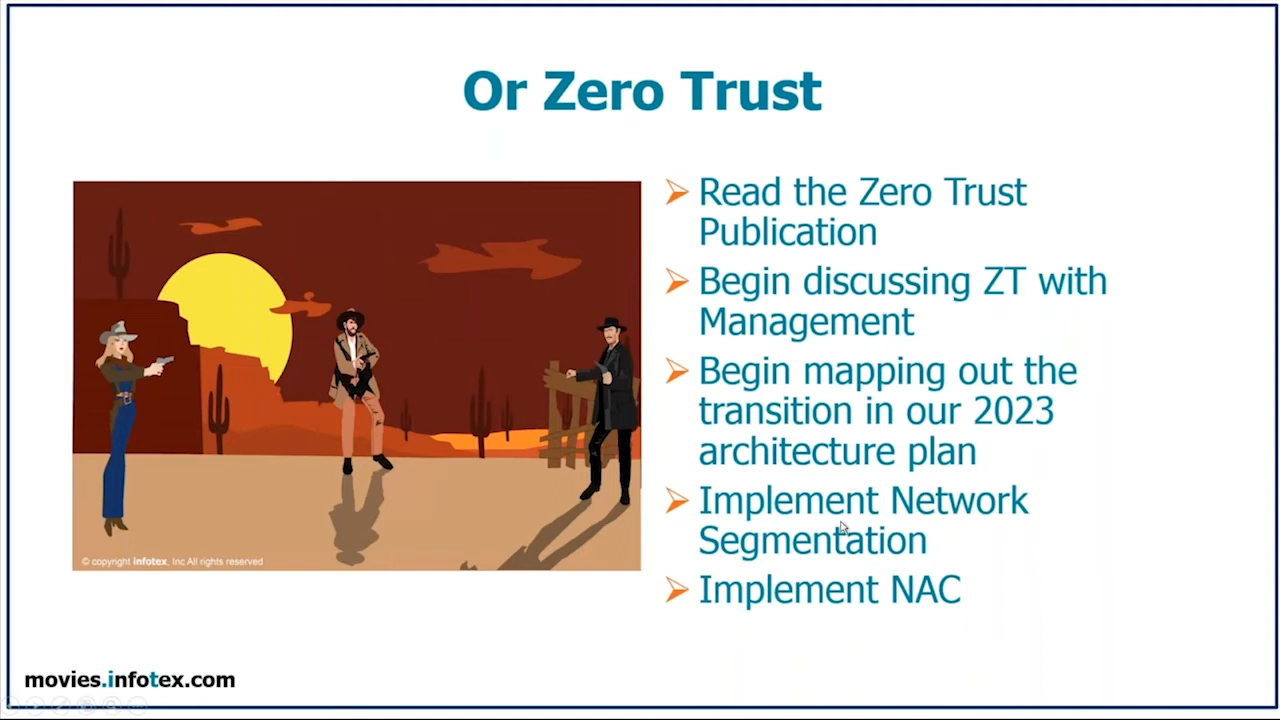 Or Zero Trust
Read the Zero Trust
Publication
Begin discussing ZT with
Management
Begin mapping out the
transition in our 2023
architecture plan
Implement Network
Segmentation
Implement NAC
© copyright infotex, Inc All rights reserved
movies.infotex.com